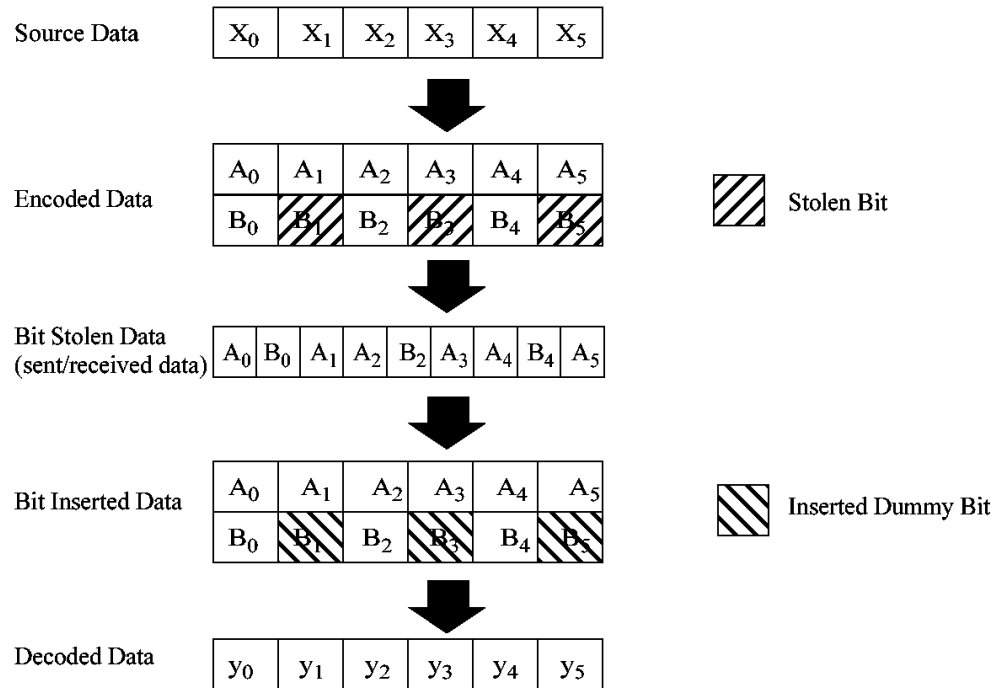 Source Data X₀ X₁ X₂ X₃ X₄ X₅
A₀ A₁ A₂ A₃ A₄ A₅
Encoded Data
B₀ B₁ B₂ B₃ B₄ B₅
Stolen Bit
Bit Stolen Data
(sent/received data)
A₀ B₀ A₁ A₂ B₂ A₃ A₄ B₄ A₅
Bit Inserted Data
A₀ A₁ A₂ A₃ A₄ A₅
B₀ B₁ B₂ B₃ B₄ B₅
Inserted Dummy Bit
Decoded Data y₀ y₁ y₂ y₃ y₄ y₅